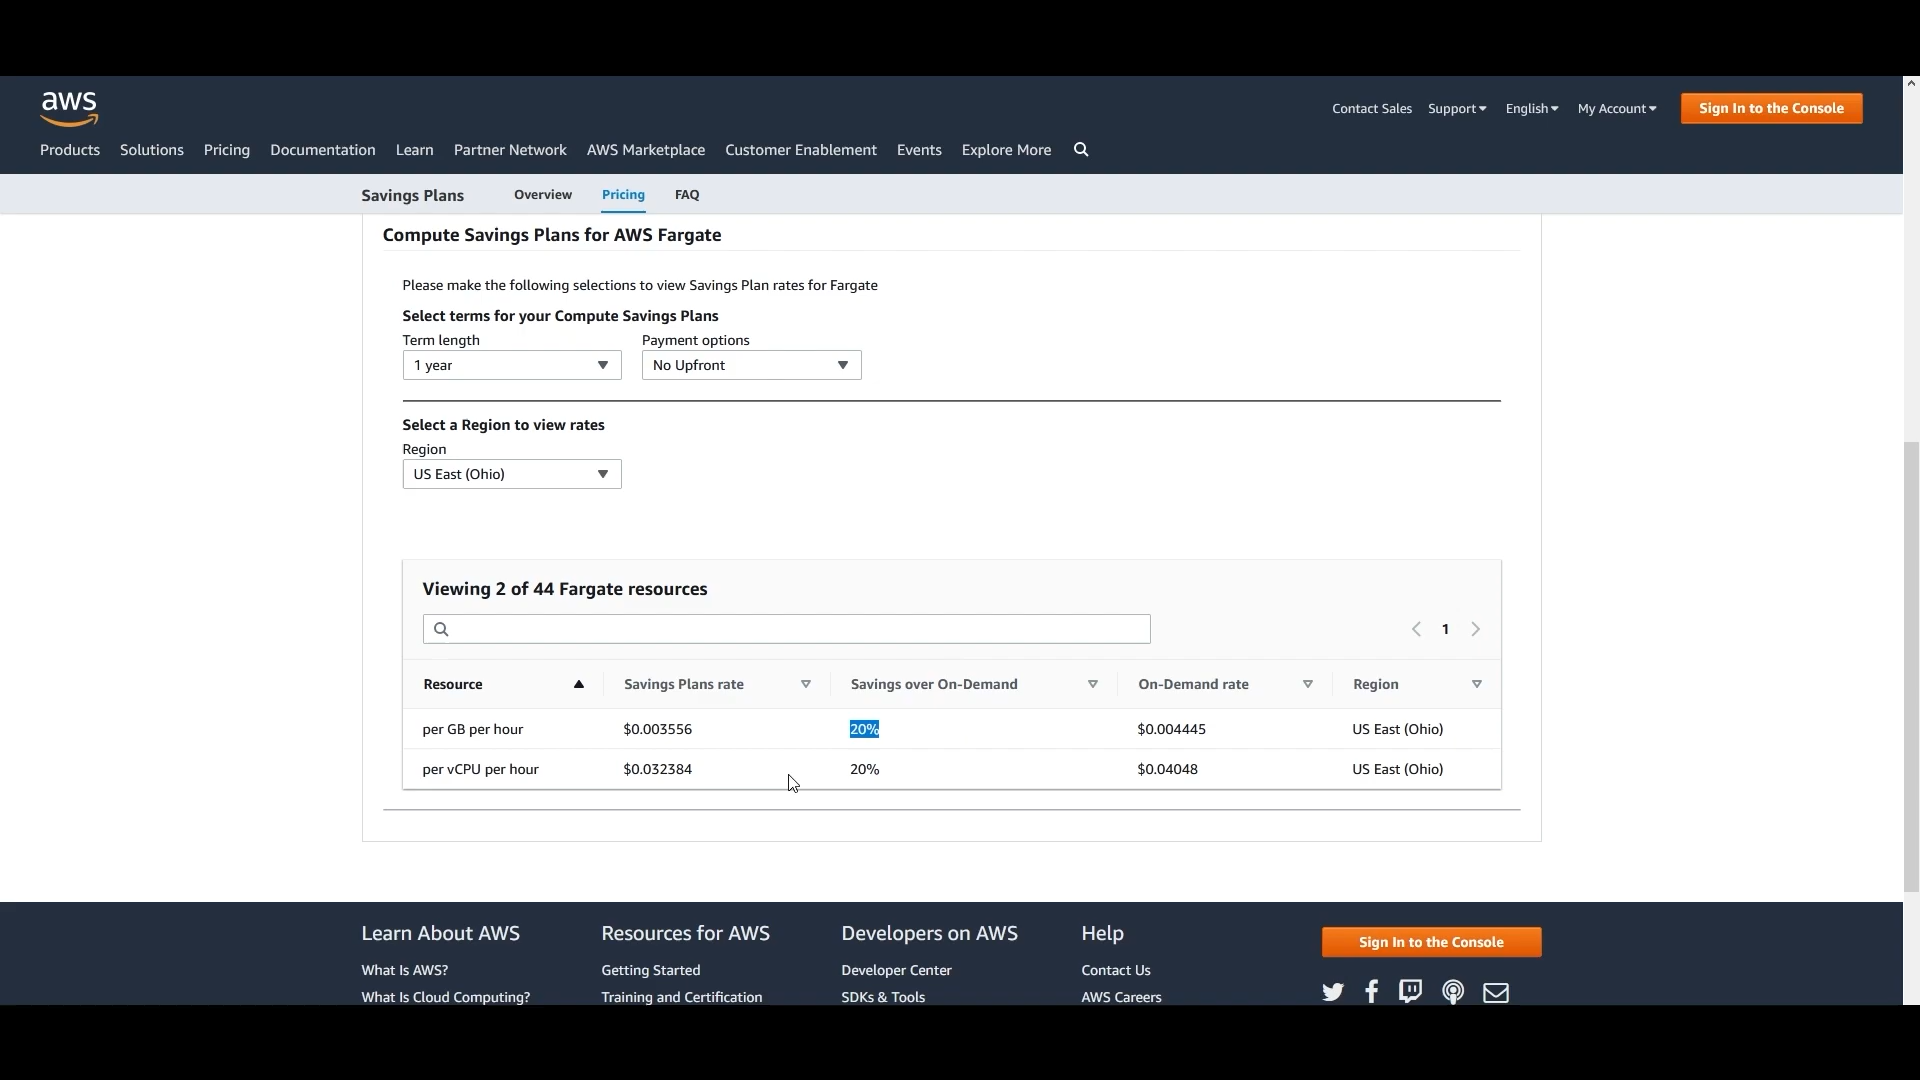 aws
Contact Sales Support English My Account Sign In to the Console
Products Solutions Pricing Documentation Learn Partner Network AWS Marketplace Customer Enablement Events Explore More
Savings Plans Overview Pricing FAQ
Compute Savings Plans for AWS Fargate
Please make the following selections to view Savings Plan rates for Fargate
Select terms for your Compute Savings Plans
Term length Payment options
1 year No Upfront
Select a Region to view rates
Region
US East (Ohio)
Viewing 2 of 44 Fargate resources
1
Resource Savings Plans rate Savings over On-Demand On-Demand rate Region
per GB per hour $0.003556 20% $0.004445 US East (Ohio)
per vCPU per hour $0.032384 20% $0.04048 US East (Ohio)
Learn About AWS Resources for AWS Developers on AWS Help Sign In to the Console
What Is AWS? Getting Started Developer Center Contact Us
What Is Cloud Computing? Training and Certification SDKs & Tools AWS Careers